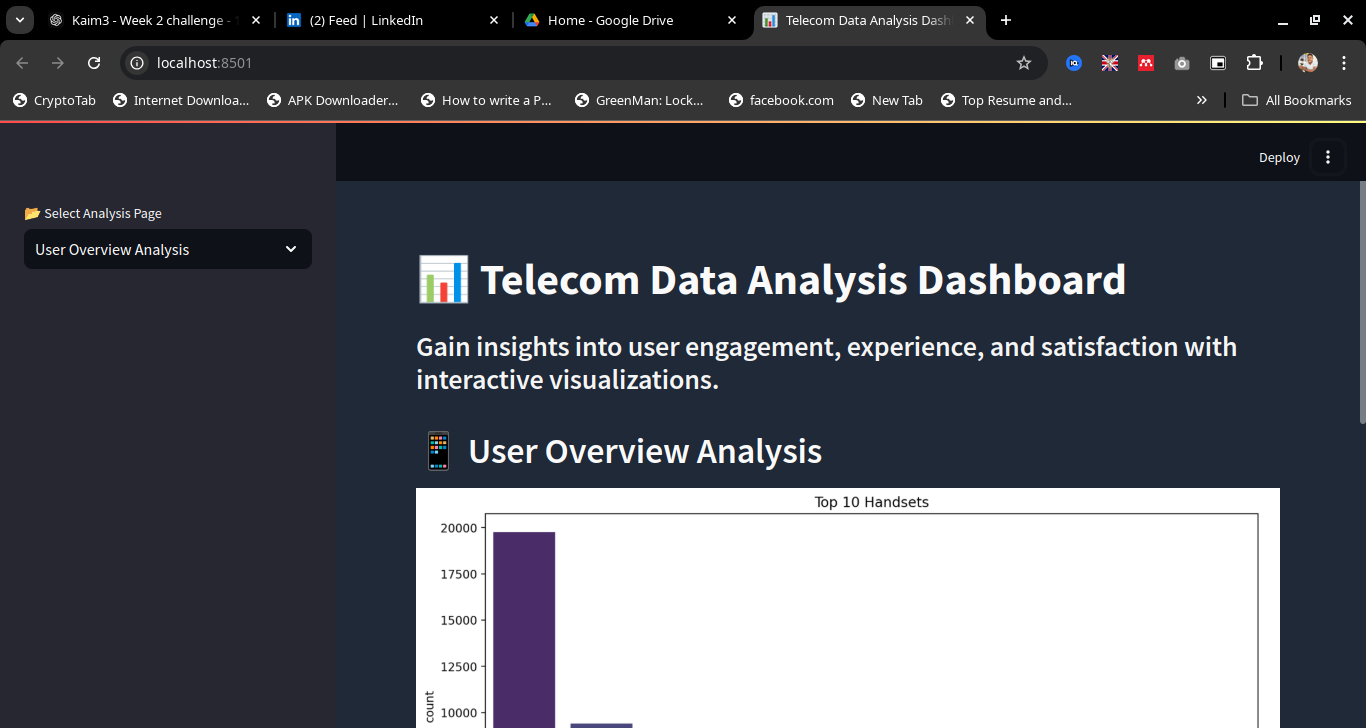 Kaim3 - Week 2 challenge -
(2) Feed | LinkedIn
Home - Google Drive
Telecom Data Analysis Dash
localhost:8501
CryptoTab
Internet Downloa...
APK Downloader...
How to write a P...
GreenMan: Lock...
facebook.com
New Tab
Top Resume and...
All Bookmarks
Deploy
Select Analysis Page
User Overview Analysis
Telecom Data Analysis Dashboard
Gain insights into user engagement, experience, and satisfaction with
interactive visualizations.
User Overview Analysis
Top 10 Handsets
20000
17500
15000
12500
10000
count